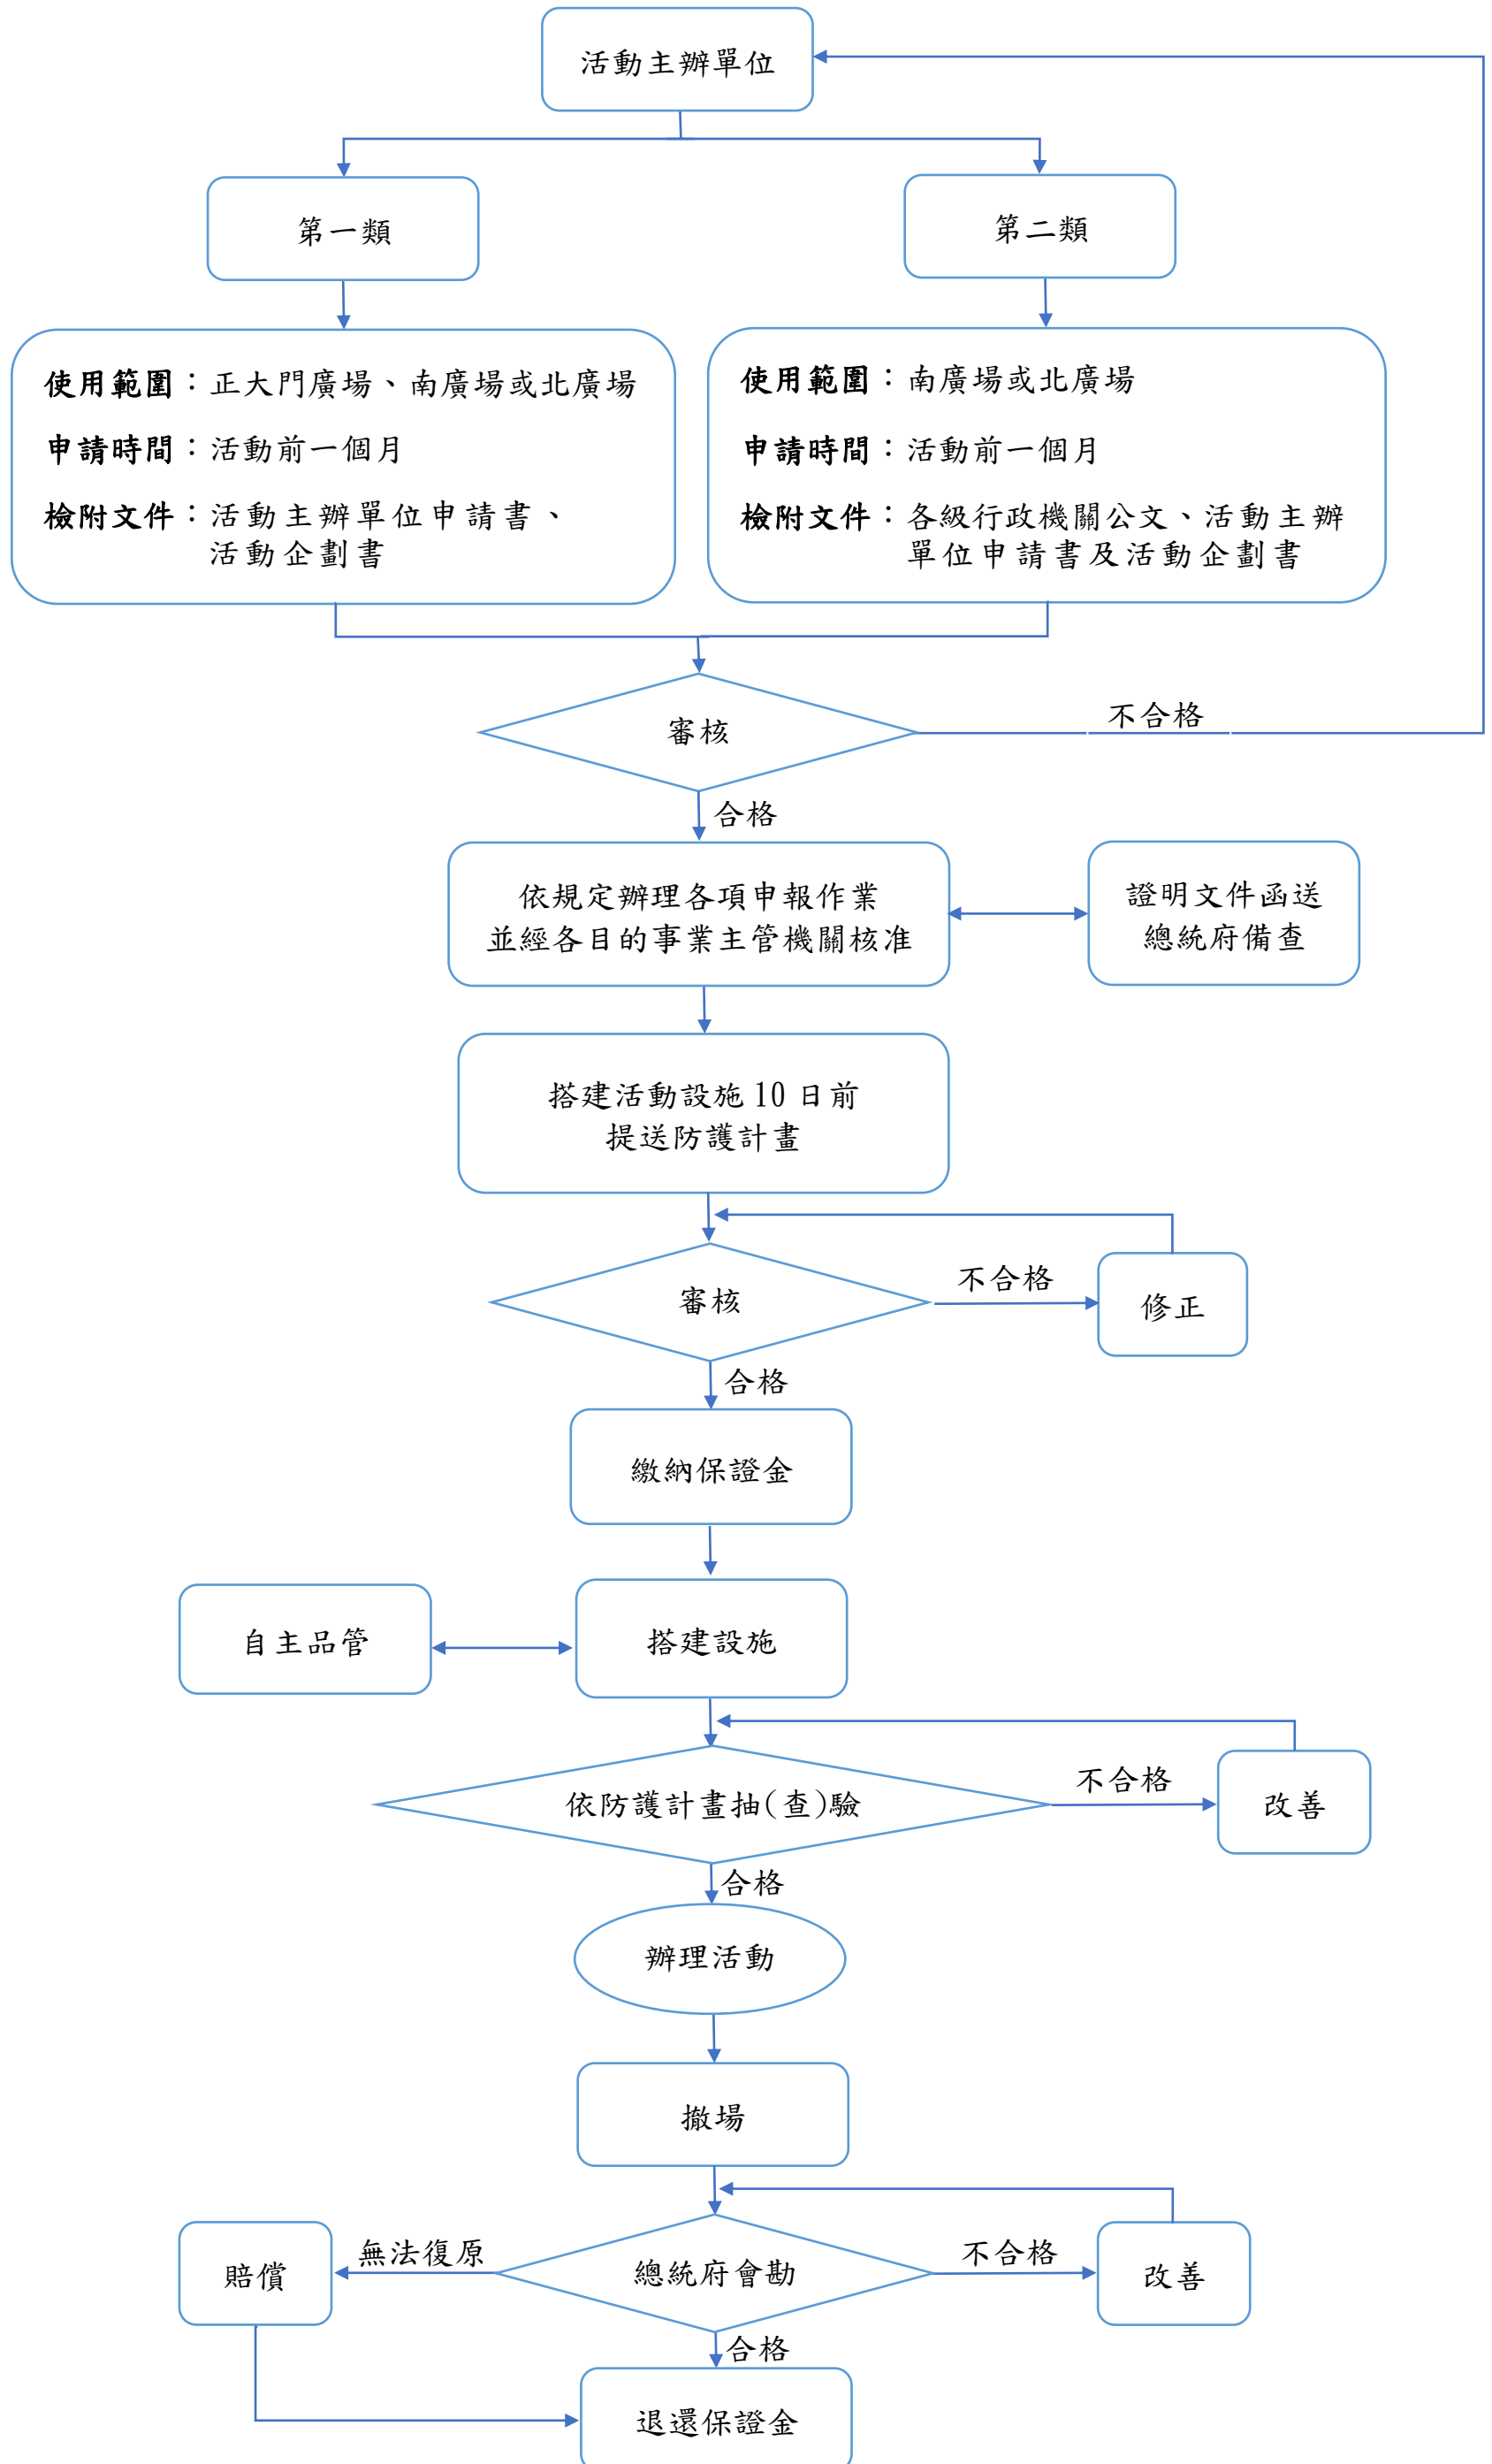 活動主辦單位
第一類
第二類
使用範圍：正大門廣場、南廣場或北廣場
申請時間：活動前一個月
檢附文件：活動主辦單位申請書、
活動企劃書
使用範圍：南廣場或北廣場
申請時間：活動前一個月
檢附文件：各級行政機關公文、活動主辦
單位申請書及活動企劃書
審核
不合格
合格
依規定辦理各項申報作業
並經各目的事業主管機關核准
證明文件函送
總統府備查
搭建活動設施10日前
提送防護計畫
審核
不合格
修正
合格
繳納保證金
自主品管
搭建設施
依防護計畫抽(查)驗
不合格
改善
合格
辦理活動
撤場
賠償
無法復原
總統府會勘
不合格
改善
合格
退還保證金